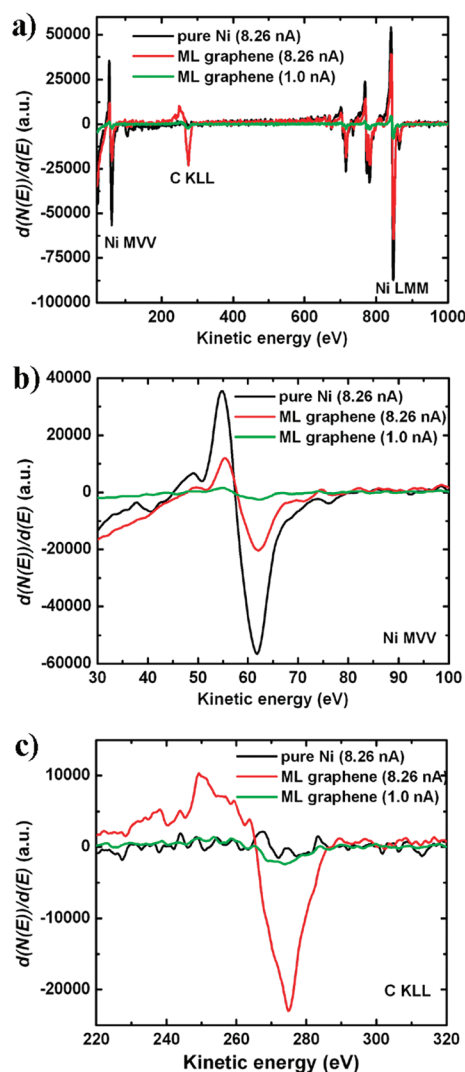 a)
pure Ni (8.26 nA)
ML graphene (8.26 nA)
ML graphene (1.0 nA)
d(N(E))/d(E) (a.u.)
50000
25000
0
-25000
-50000
-75000
-100000
Ni MVV
C KLL
Ni LMM
200 400 600 800 1000
Kinetic energy (eV)
b)
pure Ni (8.26 nA)
ML graphene (8.26 nA)
ML graphene (1.0 nA)
d(N(E))/d(E) (a.u.)
40000
20000
0
-20000
-40000
-60000
Ni MVV
30 40 50 60 70 80 90 100
Kinetic energy (eV)
c)
pure Ni (8.26 nA)
ML graphene (8.26 nA)
ML graphene (1.0 nA)
d(N(E))/d(E) (a.u.)
10000
0
-10000
-20000
C KLL
220 240 260 280 300 320
Kinetic energy (eV)